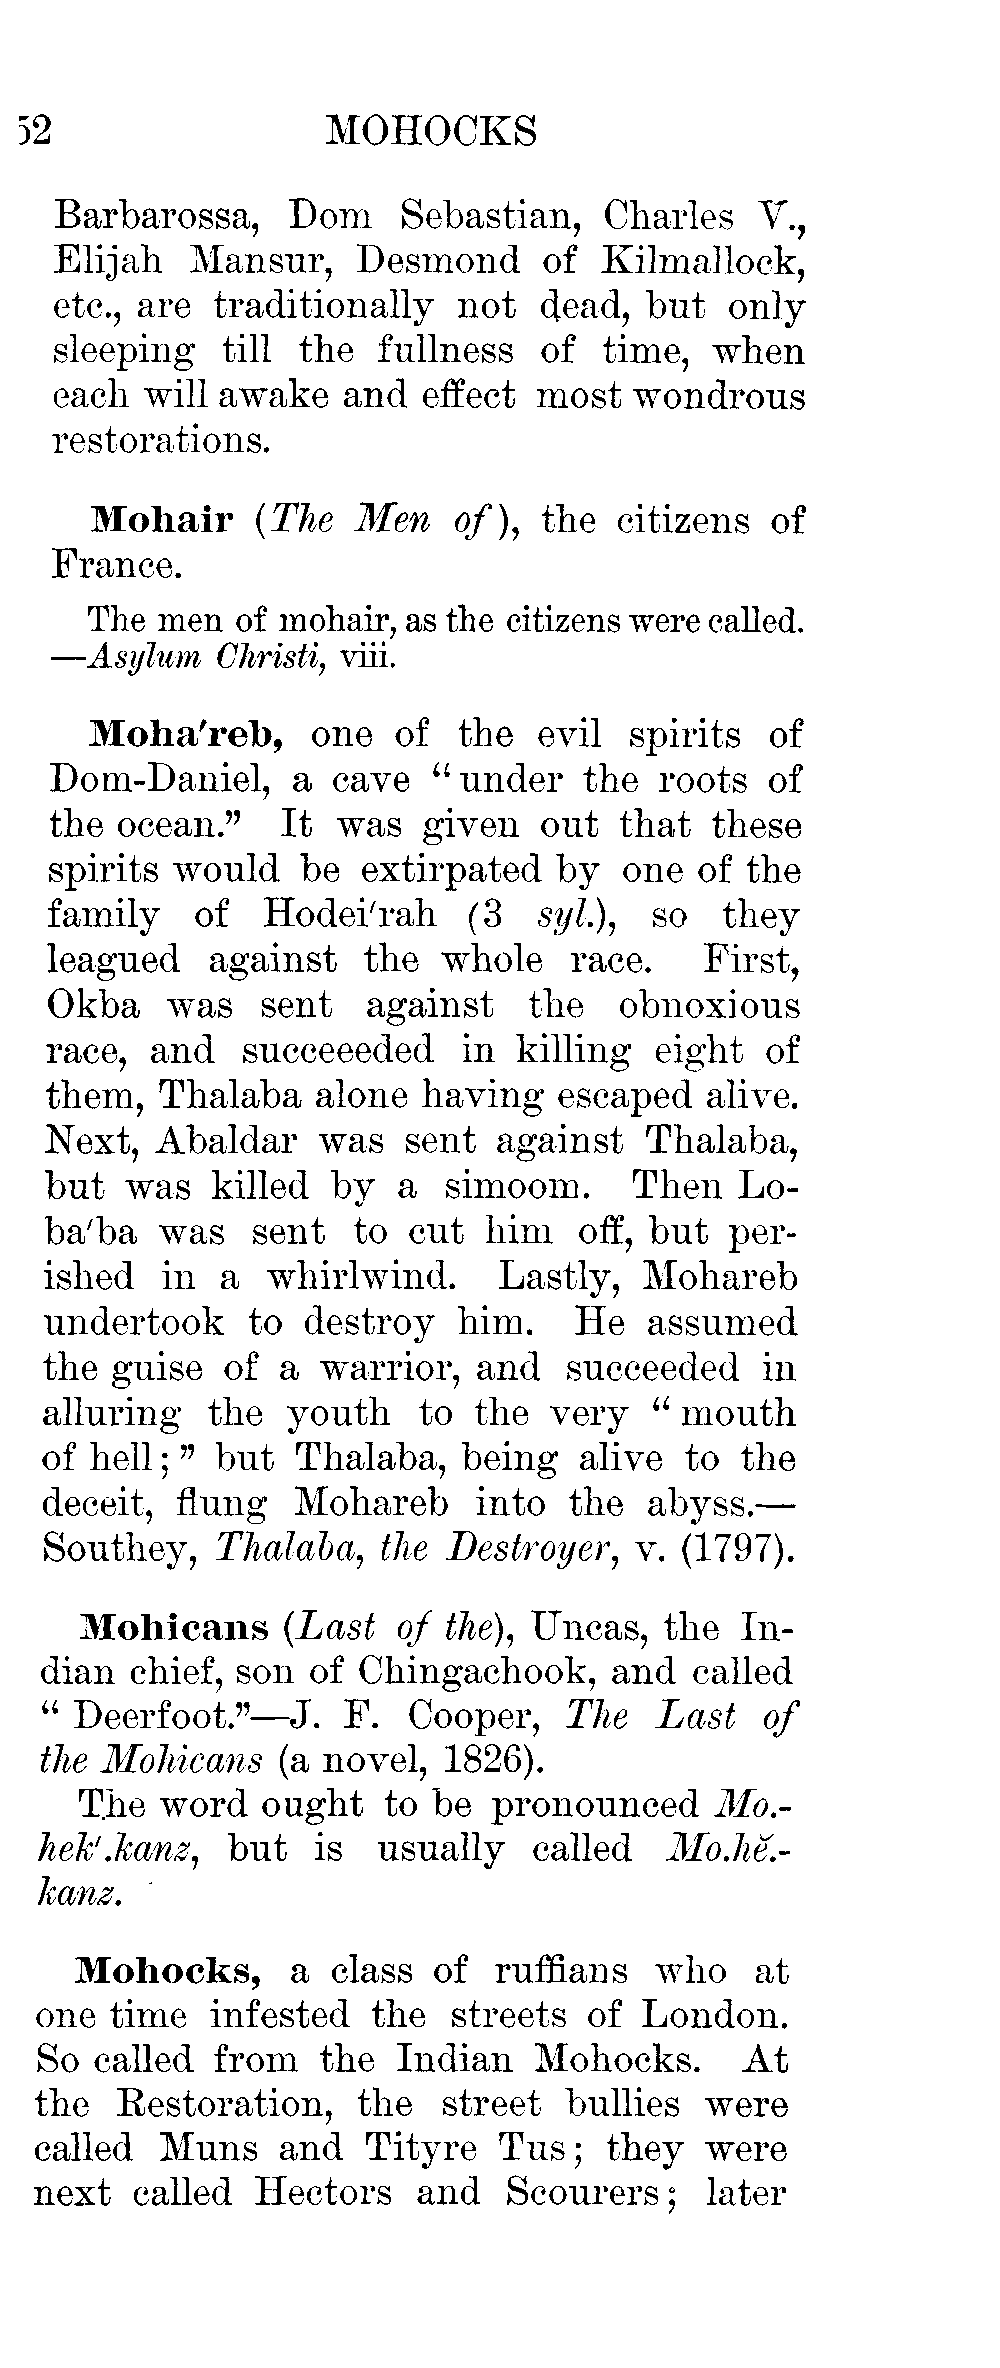 52 MOHOCKS
Barbarossa, Dom Sebastian, Charles V.,
Elijah Mansur, Desmond of Kilmallock,
etc., are traditionally not dead, but only
sleeping till the fullness of time, when
each will awake and effect most wondrous
restorations.
Mohair (The Men of), the citizens of
France.
The men of mohair, as the citizens were called.
—Asylum Christi, viii.
Moha'reb, one of the evil spirits of
Dom-Daniel, a cave "under the roots of
the ocean." It was given out that these
spirits would be extirpated by one of the
family of Hodei'rah (3 syl.), so they
leagued against the whole race. First,
Okba was sent against the obnoxious
race, and succeeeded in killing eight of
them, Thalaba alone having escaped alive.
Next, Abaldar was sent against Thalaba,
but was killed by a simoom. Then Lo-
ba'ba was sent to cut him off, but per-
ished in a whirlwind. Lastly, Mohareb
undertook to destroy him. He assumed
the guise of a warrior, and succeeded in
alluring the youth to the very "mouth
of hell;" but Thalaba, being alive to the
deceit, flung Mohareb into the abyss.—
Southey, Thalaba, the Destroyer, v. (1797).
Mohicans (Last of the), Uncas, the In-
dian chief, son of Chingachook, and called
"Deerfoot."—J. F. Cooper, The Last of
the Mohicans (a novel, 1826).
The word ought to be pronounced Mo.-
hek'.kanz, but is usually called Mo.hĕ.-
kanz.
Mohocks, a class of ruffians who at
one time infested the streets of London.
So called from the Indian Mohocks. At
the Restoration, the street bullies were
called Muns and Tityre Tus; they were
next called Hectors and Scourers; later